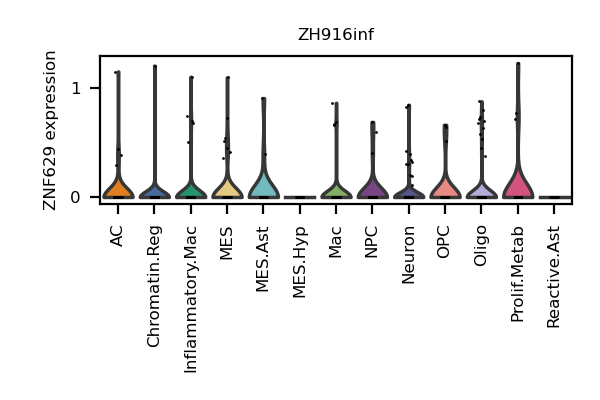 ZH916inf
ZNF629 expression
1
0
AC
Chromatin.Reg
Inflammatory.Mac
MES
MES.Ast
MES.Hyp
Mac
NPC
Neuron
OPC
Oligo
Prolif.Metab
Reactive.Ast